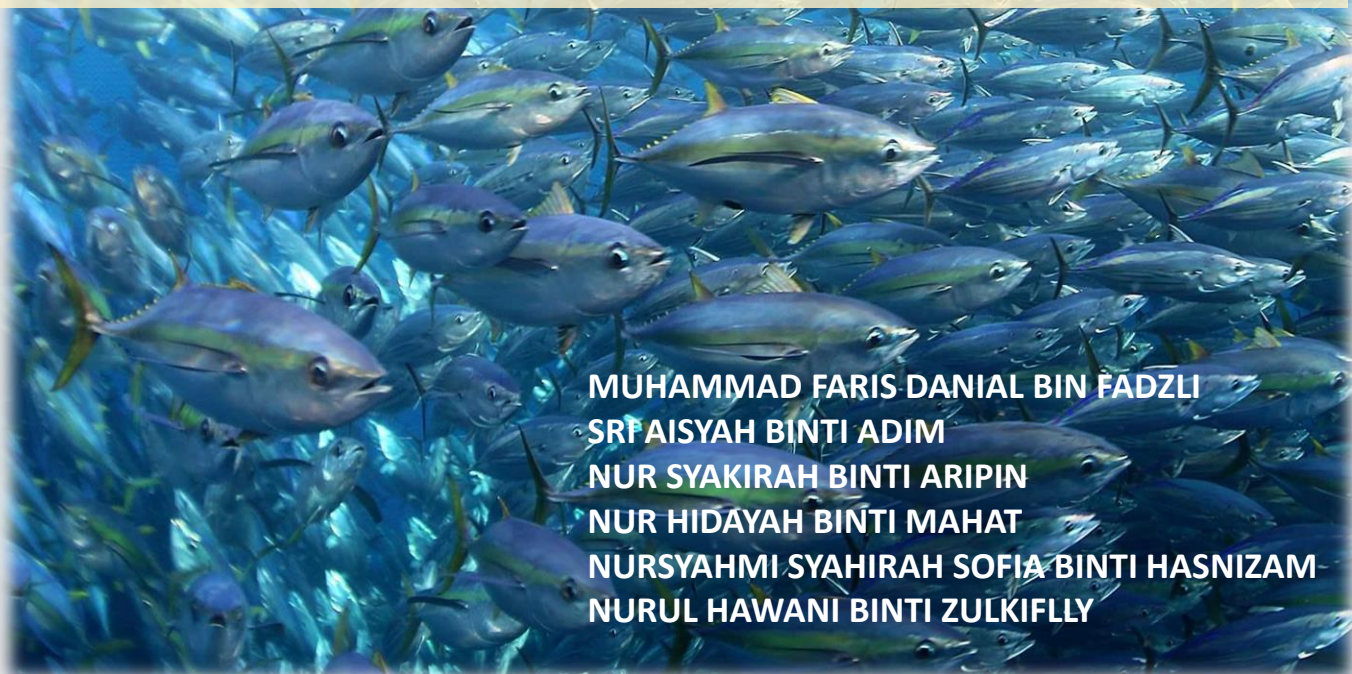 MUHAMMAD FARIS DANIAL BIN FADZLI
SRI AISYAH BINTI ADIM
NUR SYAKIRAH BINTI ARIPIN
NUR HIDAYAH BINTI MAHAT
NURSYAHMI SYAHIRAH SOFIA BINTI HASNIZAM
NURUL HAWANI BINTI ZULKIFLLY